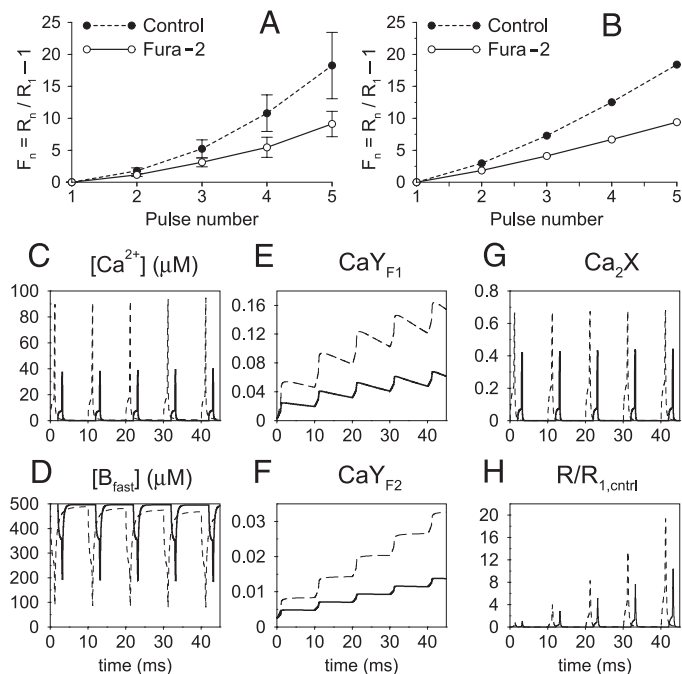 A
B
Control
Fura-2
F_n = R_n / R_1 – 1
25
20
15
10
5
0
1 2 3 4 5
Pulse number
Control
Fura-2
F_n = R_n / R_1 – 1
25
20
15
10
5
0
1 2 3 4 5
Pulse number
C
[Ca²⁺] (μM)
100
80
60
40
20
0
0 10 20 30 40
E
CaY_F1
0.16
0.12
0.08
0.04
0
0 10 20 30 40
G
Ca₂X
0.8
0.6
0.4
0.2
0
0 10 20 30 40
D
[B_fast] (μM)
500
400
300
200
100
0
0 10 20 30 40
time (ms)
F
CaY_F2
0.03
0.02
0.01
0
0 10 20 30 40
time (ms)
H
R/R_1,cntrl
20
16
12
8
4
0
0 10 20 30 40
time (ms)